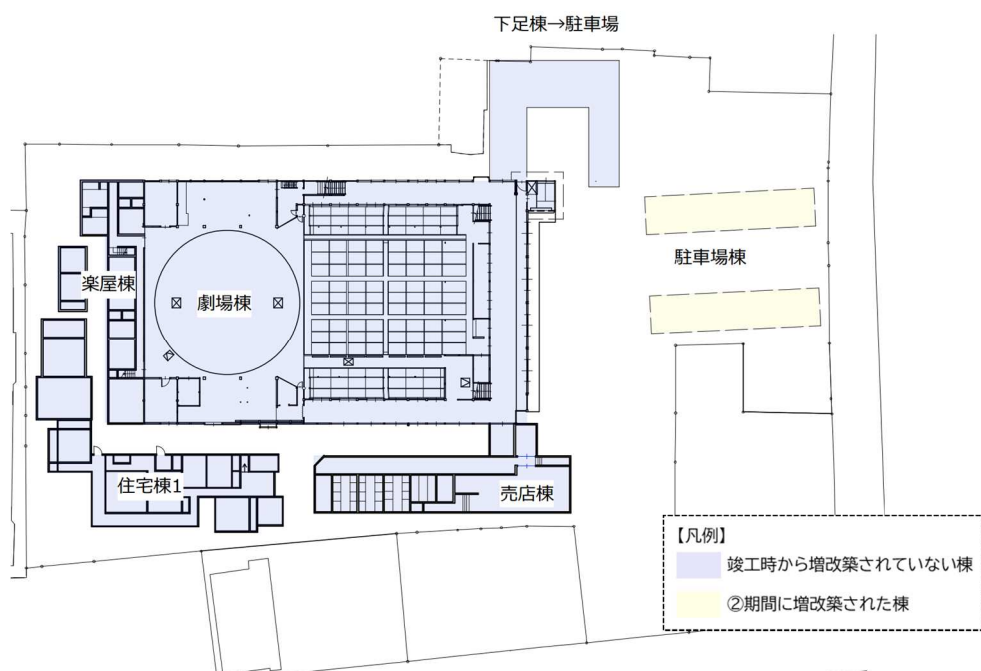 下足棟→駐車場
駐車場棟
楽屋棟
劇場棟
住宅棟1
売店棟
【凡例】
竣工時から増改築されていない棟
②期間に増改築された棟